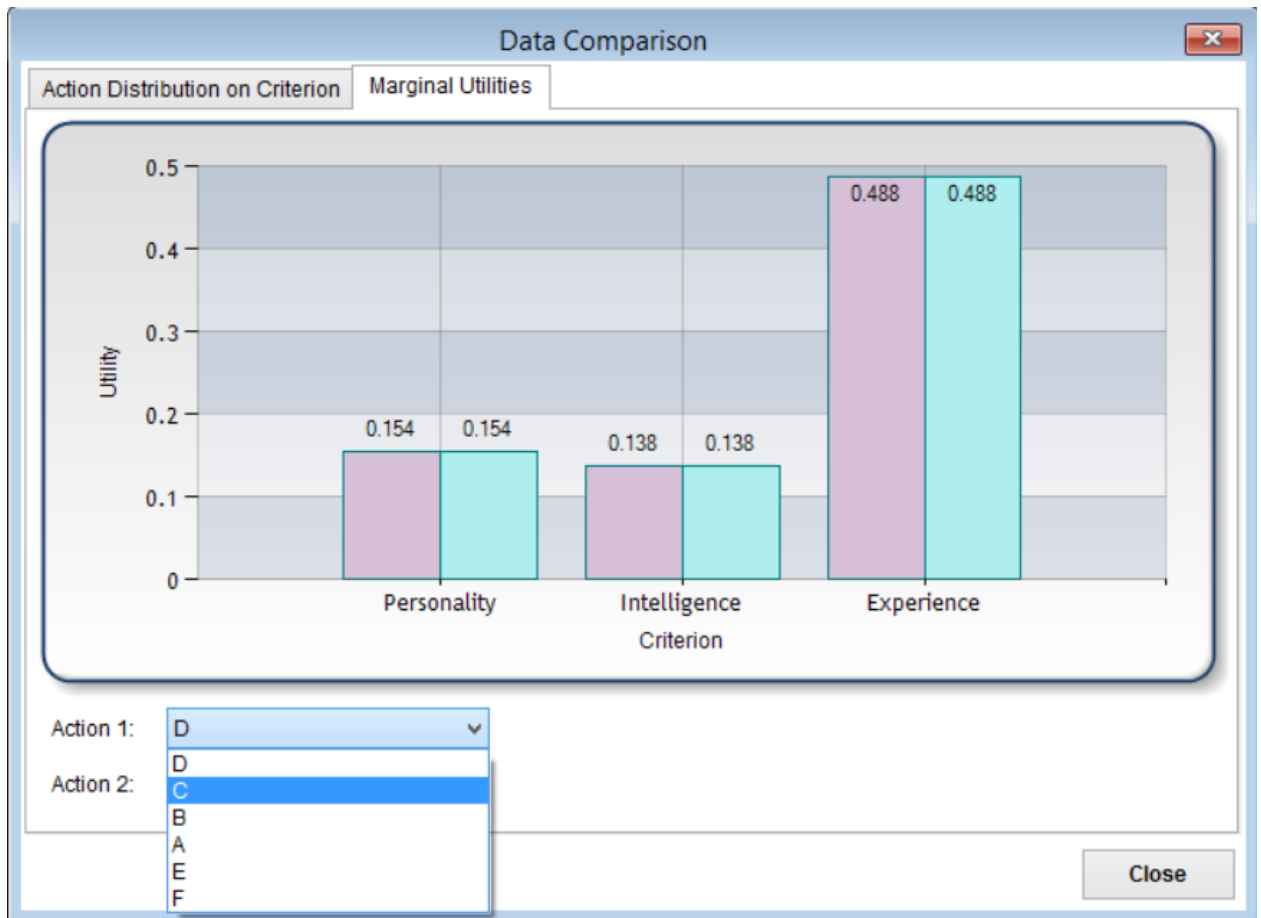 Data Comparison
Action Distribution on Criterion Marginal Utilities
0.5
0.488 0.488
0.4
0.3
Utility
0.2
0.154 0.154
0.138 0.138
0.1
0
Personality Intelligence Experience
Criterion
Action 1: D
D
Action 2: C
B
A
E
F
Close